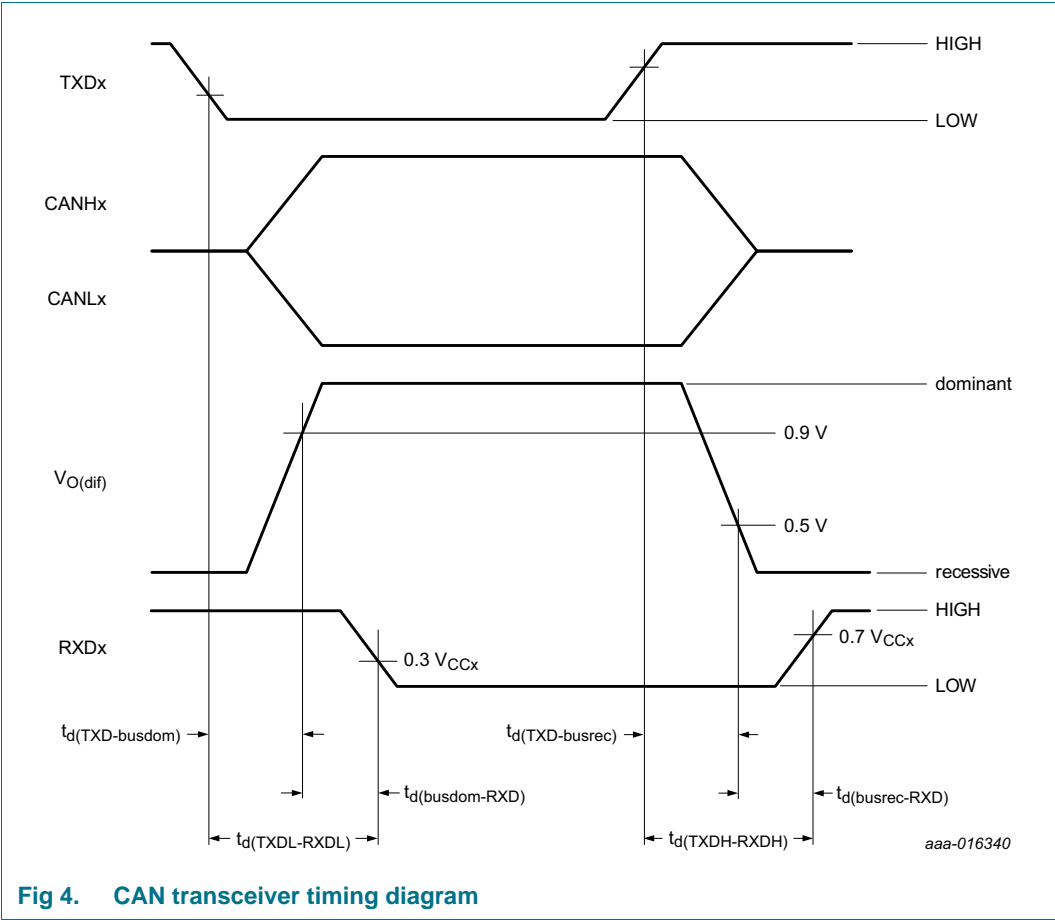 HIGH
TXDx
LOW
CANHx
CANLx
dominant
0.9 V
VO(dif)
0.5 V
recessive
HIGH
RXDx
0.7 VCCx
0.3 VCCx
LOW
td(TXD-busdom)
td(TXD-busrec)
td(busdom-RXD)
td(busrec-RXD)
td(TXDL-RXDL)
td(TXDH-RXDH)
aaa-016340
Fig 4. CAN transceiver timing diagram